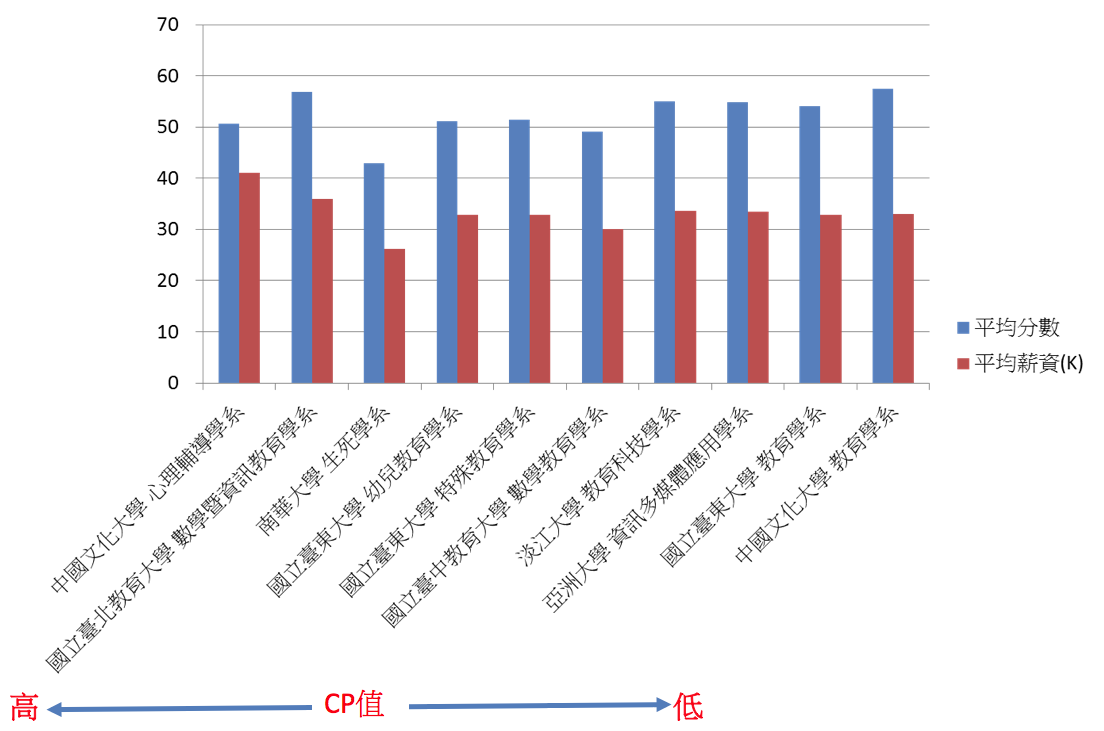 70
60
50
40
30
20
10
0
平均分數
平均薪資(K)
中國文化大學 心理輔導學系
國立臺北教育大學 數學暨資訊教育學系
南華大學 生死學系
國立臺東大學 幼兒教育學系
國立臺東大學 特殊教育學系
國立臺中教育大學 數學教育學系
淡江大學 教育科技學系
亞洲大學 資訊多媒體應用學系
國立臺東大學 教育學系
中國文化大學 教育學系
高 CP值 低